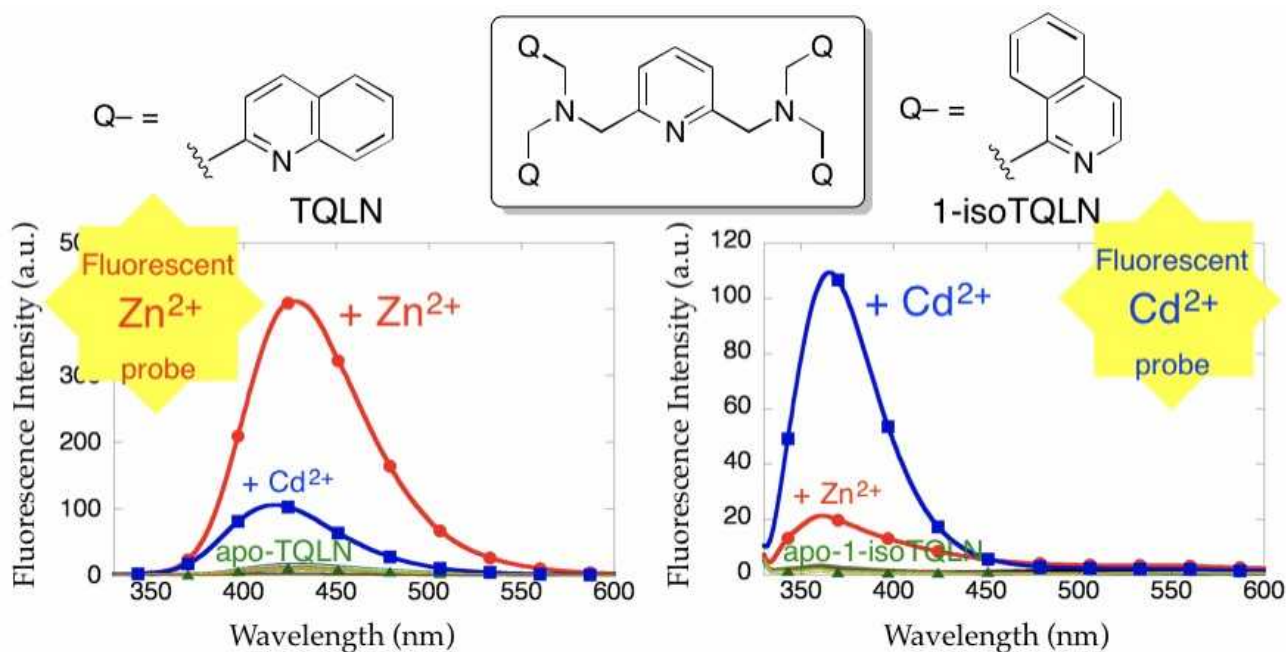 Q– =
N
TQLN
Q
Q
N
N
N
Q
Q
Q– =
N
1-isoTQLN
Fluorescence Intensity (a.u.)
300
200
100
0
350 400 450 500 550 600
Wavelength (nm)
Fluorescent
Zn2+
probe
+ Zn2+
+ Cd2+
apo-TQLN
Fluorescence Intensity (a.u.)
120
100
80
60
40
20
0
350 400 450 500 550 600
Wavelength (nm)
+ Cd2+
+ Zn2+
apo-1-isoTQLN
Fluorescent
Cd2+
probe